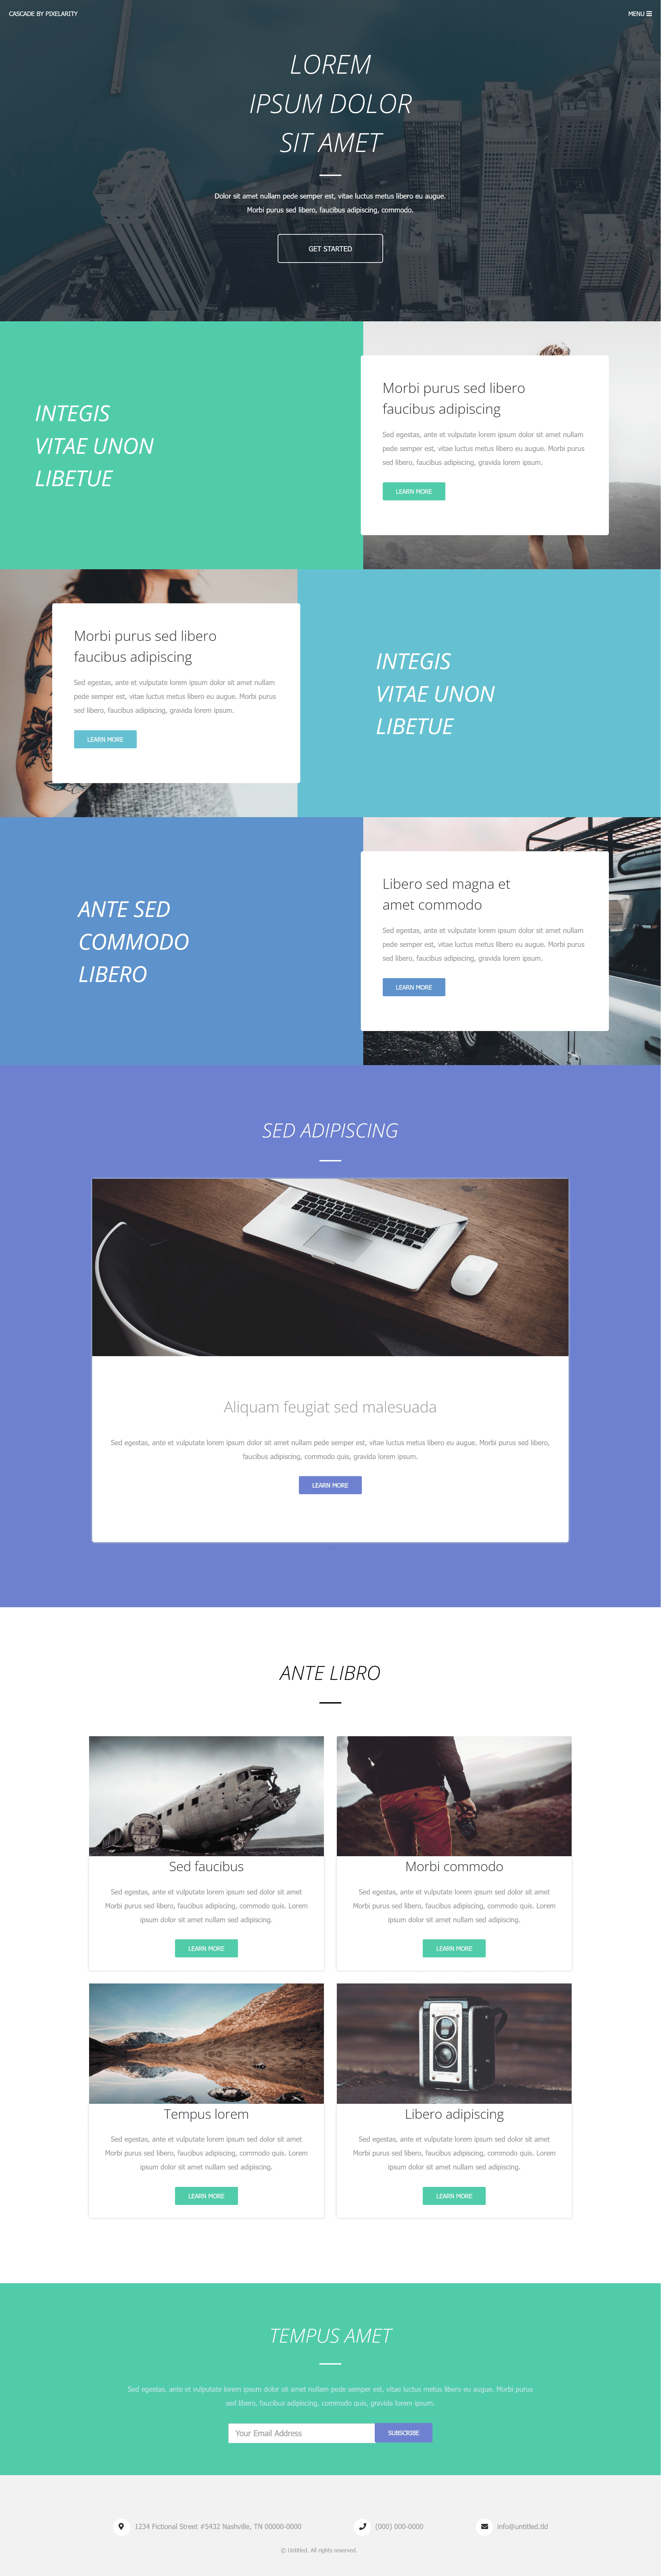 CASCADE BY PIXELARITY
MENU
LOREM
IPSUM DOLOR
SIT AMET
Dolor sit amet nullam pede semper est, vitae luctus metus libero eu augue.
Morbi purus sed libero, faucibus adipiscing, commodo.
GET STARTED
INTEGIS
VITAE UNON
LIBETUE
Morbi purus sed libero
faucibus adipiscing
Sed egestas, ante et vulputate lorem ipsum dolor sit amet nullam
pede semper est, vitae luctus metus libero eu augue. Morbi purus
sed libero, faucibus adipiscing, gravida lorem ipsum.
LEARN MORE
Morbi purus sed libero
faucibus adipiscing
Sed egestas, ante et vulputate lorem ipsum dolor sit amet nullam
pede semper est, vitae luctus metus libero eu augue. Morbi purus
sed libero, faucibus adipiscing, gravida lorem ipsum.
LEARN MORE
INTEGIS
VITAE UNON
LIBETUE
ANTE SED
COMMODO
LIBERO
Libero sed magna et
amet commodo
Sed egestas, ante et vulputate lorem ipsum dolor sit amet nullam
pede semper est, vitae luctus metus libero eu augue. Morbi purus
sed libero, faucibus adipiscing, gravida lorem ipsum.
LEARN MORE
SED ADIPISCING
Aliquam feugiat sed malesuada
Sed egestas, ante et vulputate lorem ipsum dolor sit amet nullam pede semper est, vitae luctus metus libero eu augue. Morbi purus sed libero,
faucibus adipiscing, commodo quis, gravida lorem ipsum.
LEARN MORE
ANTE LIBRO
Sed faucibus
Sed egestas, ante et vulputate lorem ipsum sed dolor sit amet
Morbi purus sed libero, faucibus adipiscing, commodo quis. Lorem
ipsum dolor sit amet nullam sed adipiscing.
LEARN MORE
Morbi commodo
Sed egestas, ante et vulputate lorem ipsum sed dolor sit amet
Morbi purus sed libero, faucibus adipiscing, commodo quis. Lorem
ipsum dolor sit amet nullam sed adipiscing.
LEARN MORE
Tempus lorem
Sed egestas, ante et vulputate lorem ipsum sed dolor sit amet
Morbi purus sed libero, faucibus adipiscing, commodo quis. Lorem
ipsum dolor sit amet nullam sed adipiscing.
LEARN MORE
Libero adipiscing
Sed egestas, ante et vulputate lorem ipsum sed dolor sit amet
Morbi purus sed libero, faucibus adipiscing, commodo quis. Lorem
ipsum dolor sit amet nullam sed adipiscing.
LEARN MORE
TEMPUS AMET
Sed egestas, ante et vulputate lorem ipsum dolor sit amet nullam pede semper est, vitae luctus metus libero eu augue. Morbi purus
sed libero, faucibus adipiscing, commodo quis, gravida lorem ipsum.
Your Email Address
SUBSCRIBE
1234 Fictional Street #5432 Nashville, TN 00000-0000
(000) 000-0000
info@untitled.tld
© Untitled. All rights reserved.